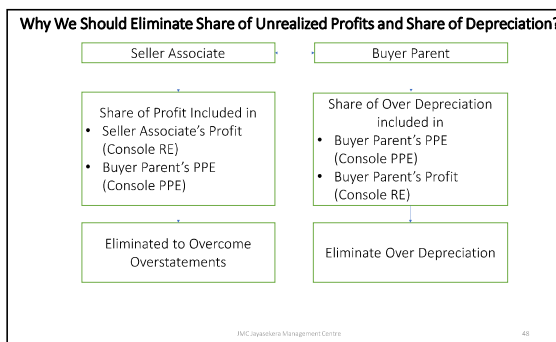 Why We Should Eliminate Share of Unrealized Profits and Share of Depreciation?
Seller Associate
Buyer Parent
Share of Profit Included in
• Seller Associate's Profit
(Console RE)
• Buyer Parent's PPE
(Console PPE)
Share of Over Depreciation
included in
• Buyer Parent's PPE
(Console PPE)
• Buyer Parent's Profit
(Console RE)
Eliminated to Overcome
Overstatements
Eliminate Over Depreciation
JMC Jayasekera Management Centre
48